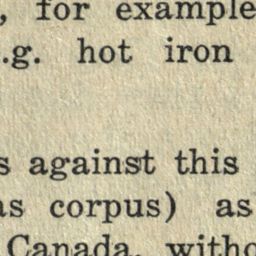 , for example
.g. hot iron
s against this
as corpus) as
Canada, witho